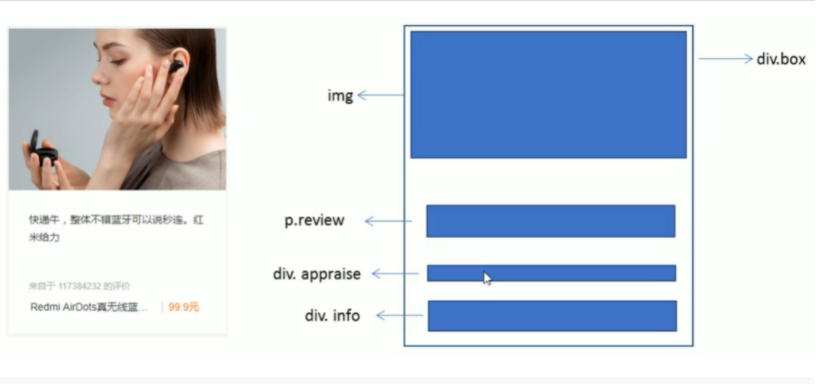 快递牛，整体不错蓝牙可以说秒连。红
米给力
来自于 117384232 的评价
Redmi AirDots真无线蓝... | 99.9元
div.box
img
p.review
div. appraise
div. info